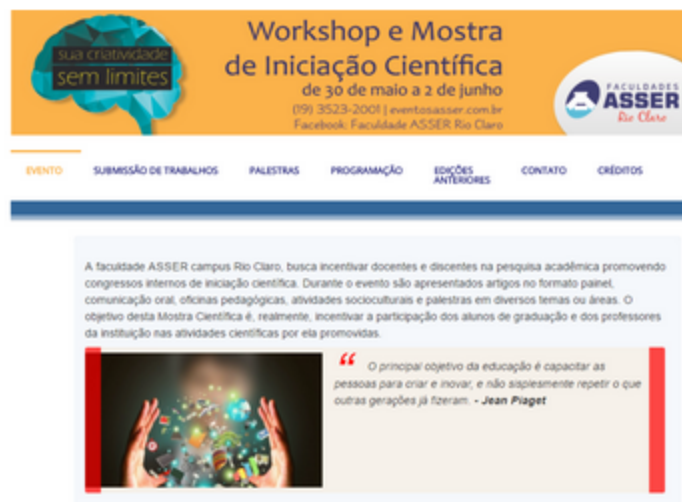 sua criatividade
sem limites
Workshop e Mostra
de Iniciação Científica
de 30 de maio a 2 de junho
(19) 3523-2001 | eventosasser.com.br
Facebook: Faculdade ASSER Rio Claro
FACULDADES
ASSER
Rio Claro
EVENTO SUBMISSÃO DE TRABALHOS PALESTRAS PROGRAMAÇÃO EDIÇÕES ANTERIORES CONTATO CRÉDITOS
A faculdade ASSER campus Rio Claro, busca incentivar docentes e discentes na pesquisa acadêmica promovendo
congressos internos de iniciação científica. Durante o evento são apresentados artigos no formato painel,
comunicação oral, oficinas pedagógicas, atividades socioculturais e palestras em diversos temas ou áreas. O
objetivo desta Mostra Científica é, realmente, incentivar a participação dos alunos de graduação e dos professores
da instituição nas atividades científicas por ela promovidas.
“ O principal objetivo da educação é capacitar as
pessoas para criar e inovar, e não sisplesmente repetir o que
outras gerações já fizeram. - Jean Piaget